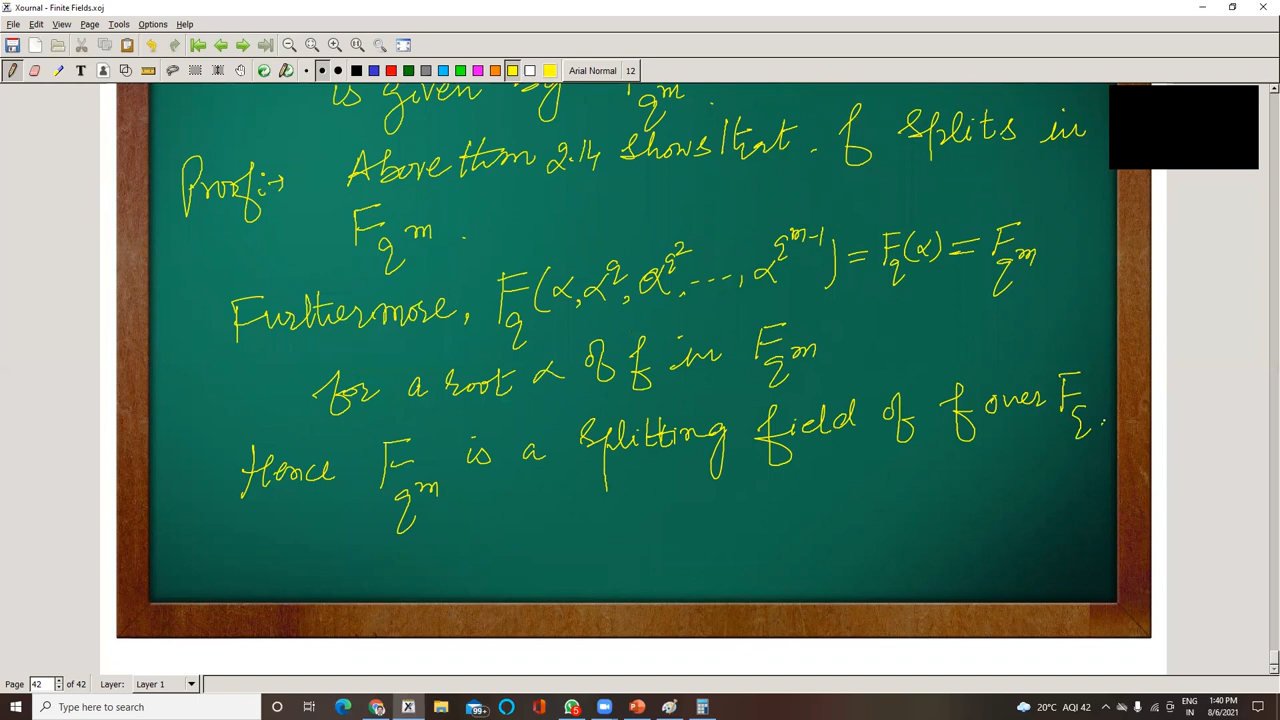 Xournal - Finite Fields.xoj
File Edit View Page Tools Options Help
Arial Normal 12
is given by F_{q^m}.
Proof:→ Above thm 2.14 shows that. f splits in
F_{q^m}.
Furthermore, F_q(α, α^q, α^{q^2}, ..., α^{q^{m-1}}) = F_q(α) = F_{q^m}
for a root α of f in F_{q^m}
Hence F_{q^m} is a splitting field of f over F_q.
Page 42 of 42 Layer: Layer 1
Type here to search
99+
5
20°C AQI 42
ENG
IN
1:40 PM
8/6/2021